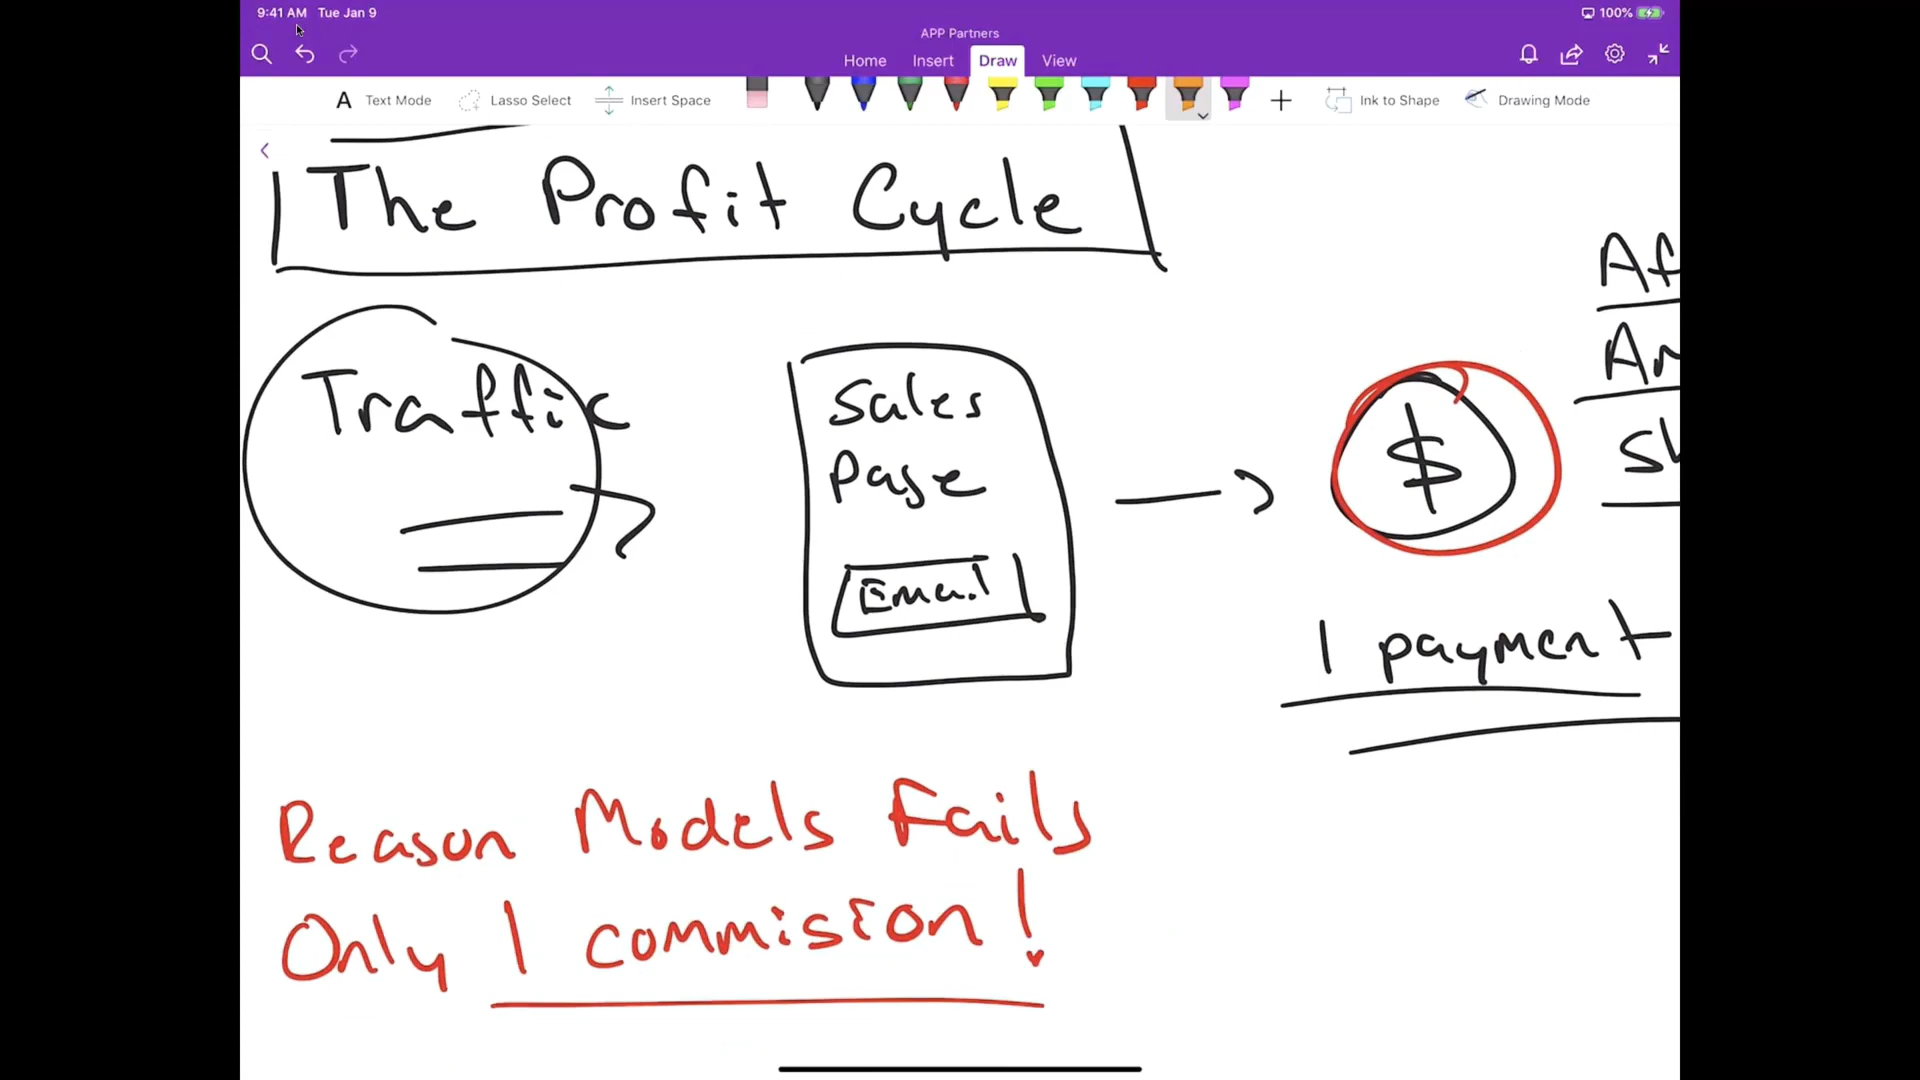 9:41 AM Tue Jan 9
100%
APP Partners
Home Insert Draw View
A Text Mode Lasso Select Insert Space Ink to Shape Drawing Mode
The Profit Cycle
Af
Traffic
Sales
Page
Email
$
1 payment
Reason Models Fails
Only 1 commision!